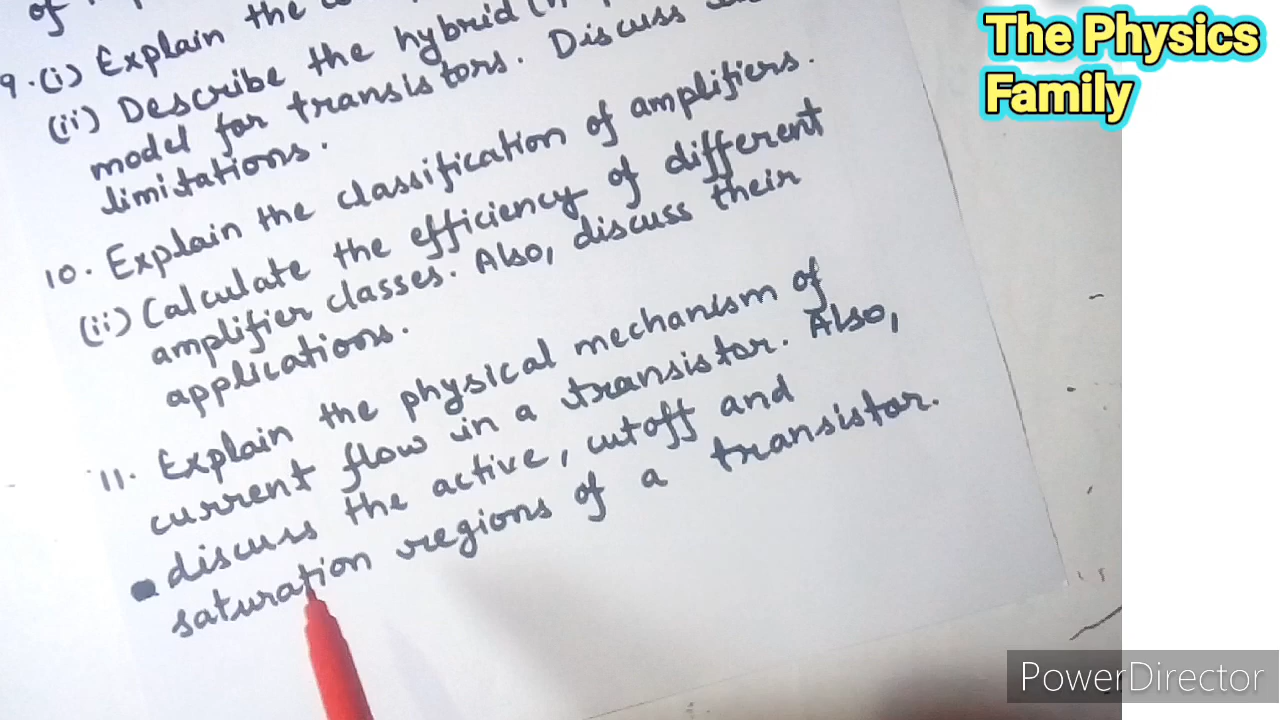 of
9. (i) Explain the
(ii) Describe the hybrid
model for transistors. Discuss
limitations.
10. Explain the classification of amplifiers.
(ii) Calculate the efficiency of different
amplifier classes. Also, discuss their
applications.
11. Explain the physical mechanism of
current flow in a transistor. Also,
discuss the active, cutoff and
saturation regions of a transistor.
The Physics
Family
PowerDirector